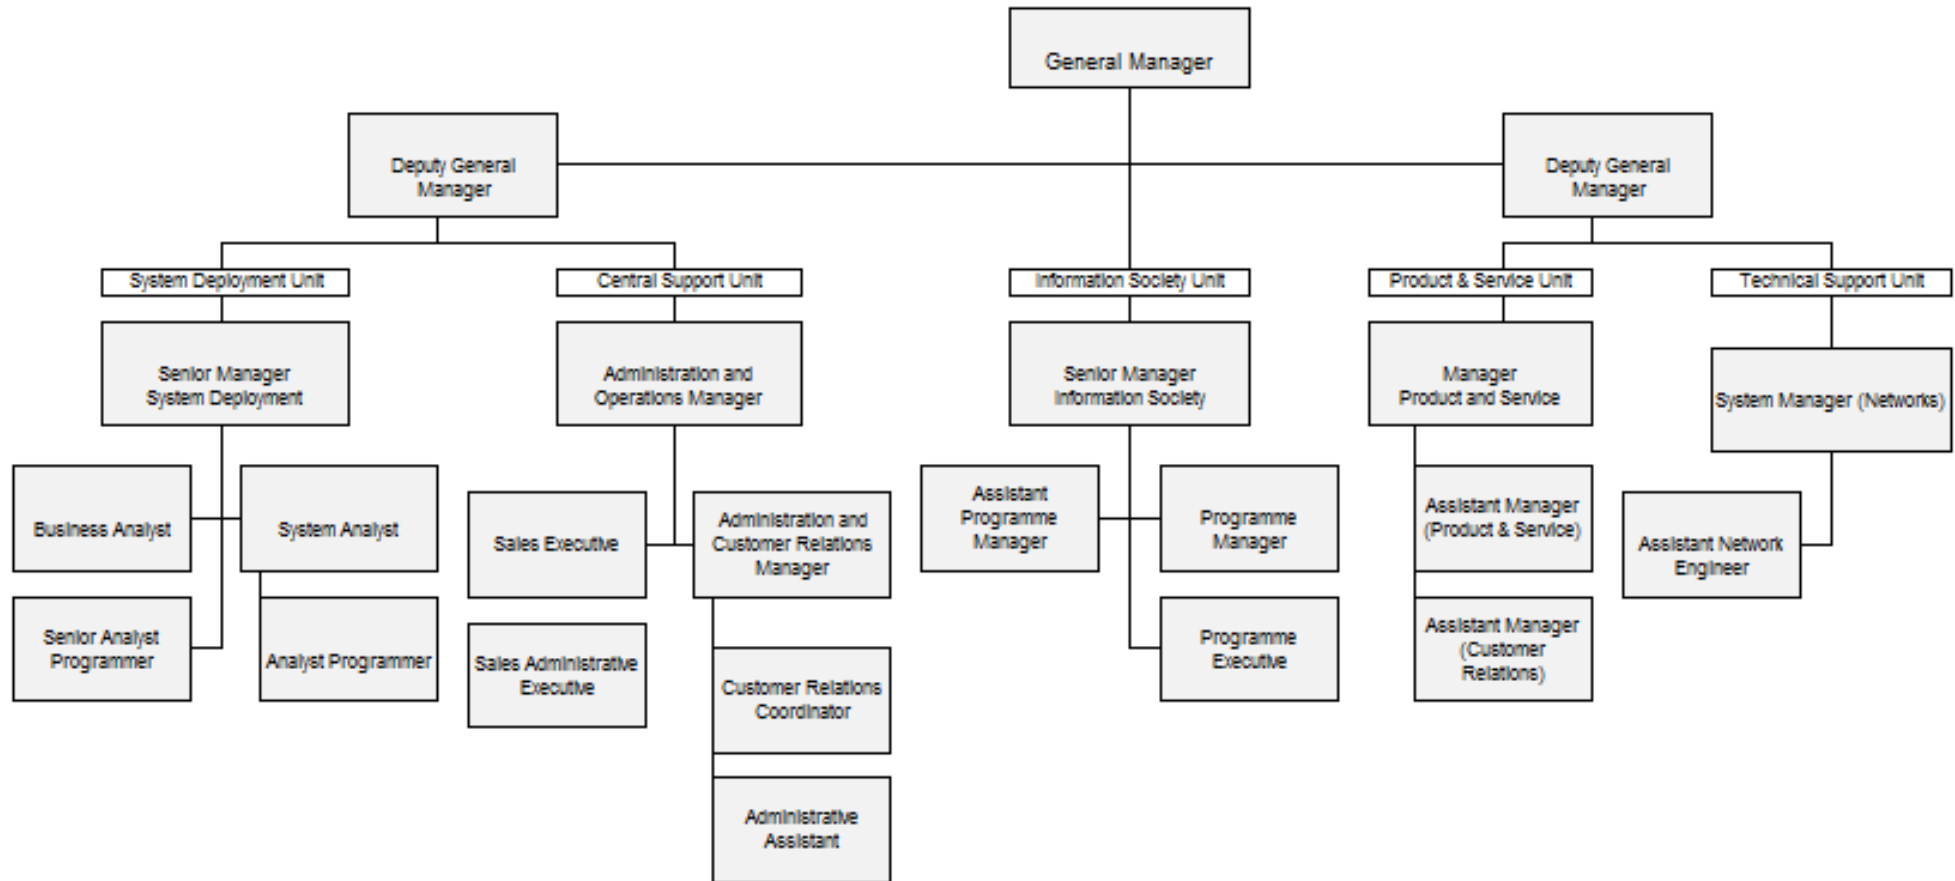 General Manager
Deputy General
Manager
Deputy General
Manager
System Deployment Unit
Central Support Unit
Information Society Unit
Product & Service Unit
Technical Support Unit
Senior Manager
System Deployment
Administration and
Operations Manager
Senior Manager
Information Society
Manager
Product and Service
System Manager (Networks)
Business Analyst
System Analyst
Sales Executive
Administration and
Customer Relations
Manager
Assistant
Programme
Manager
Programme
Manager
Assistant Manager
(Product & Service)
Assistant Network
Engineer
Senior Analyst
Programmer
Analyst Programmer
Sales Administrative
Executive
Customer Relations
Coordinator
Programme
Executive
Assistant Manager
(Customer
Relations)
Administrative
Assistant